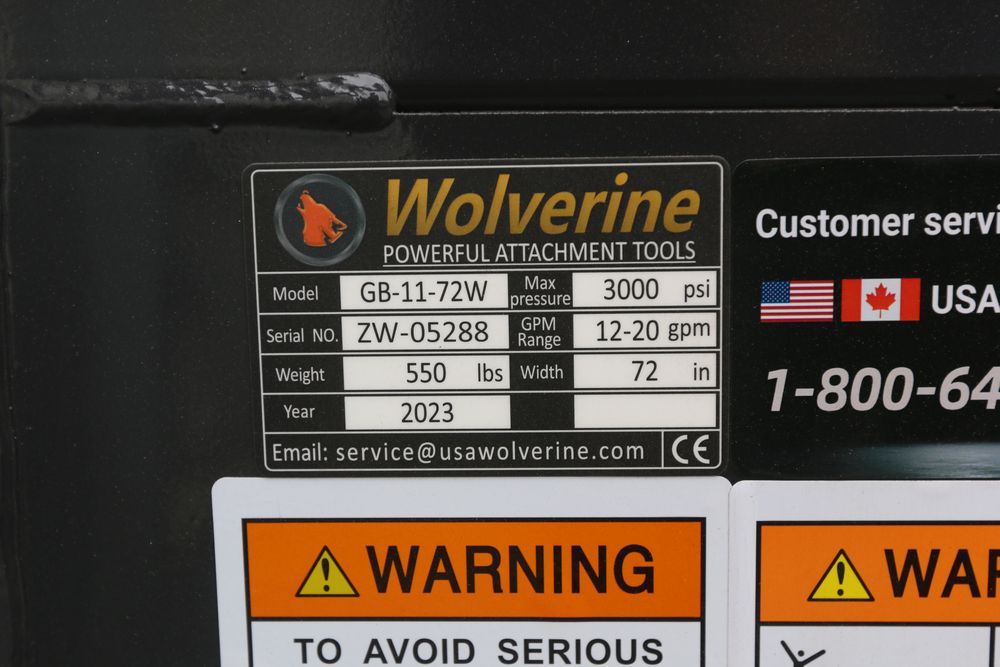 Wolverine
POWERFUL ATTACHMENT TOOLS
Model GB-11-72W Max pressure 3000 psi
Serial NO. ZW-05288 GPM Range 12-20 gpm
Weight 550 lbs Width 72 in
Year 2023
Email: service@usawolverine.com CE
Customer servi
USA
1-800-64
WARNING
TO AVOID SERIOUS
WAR